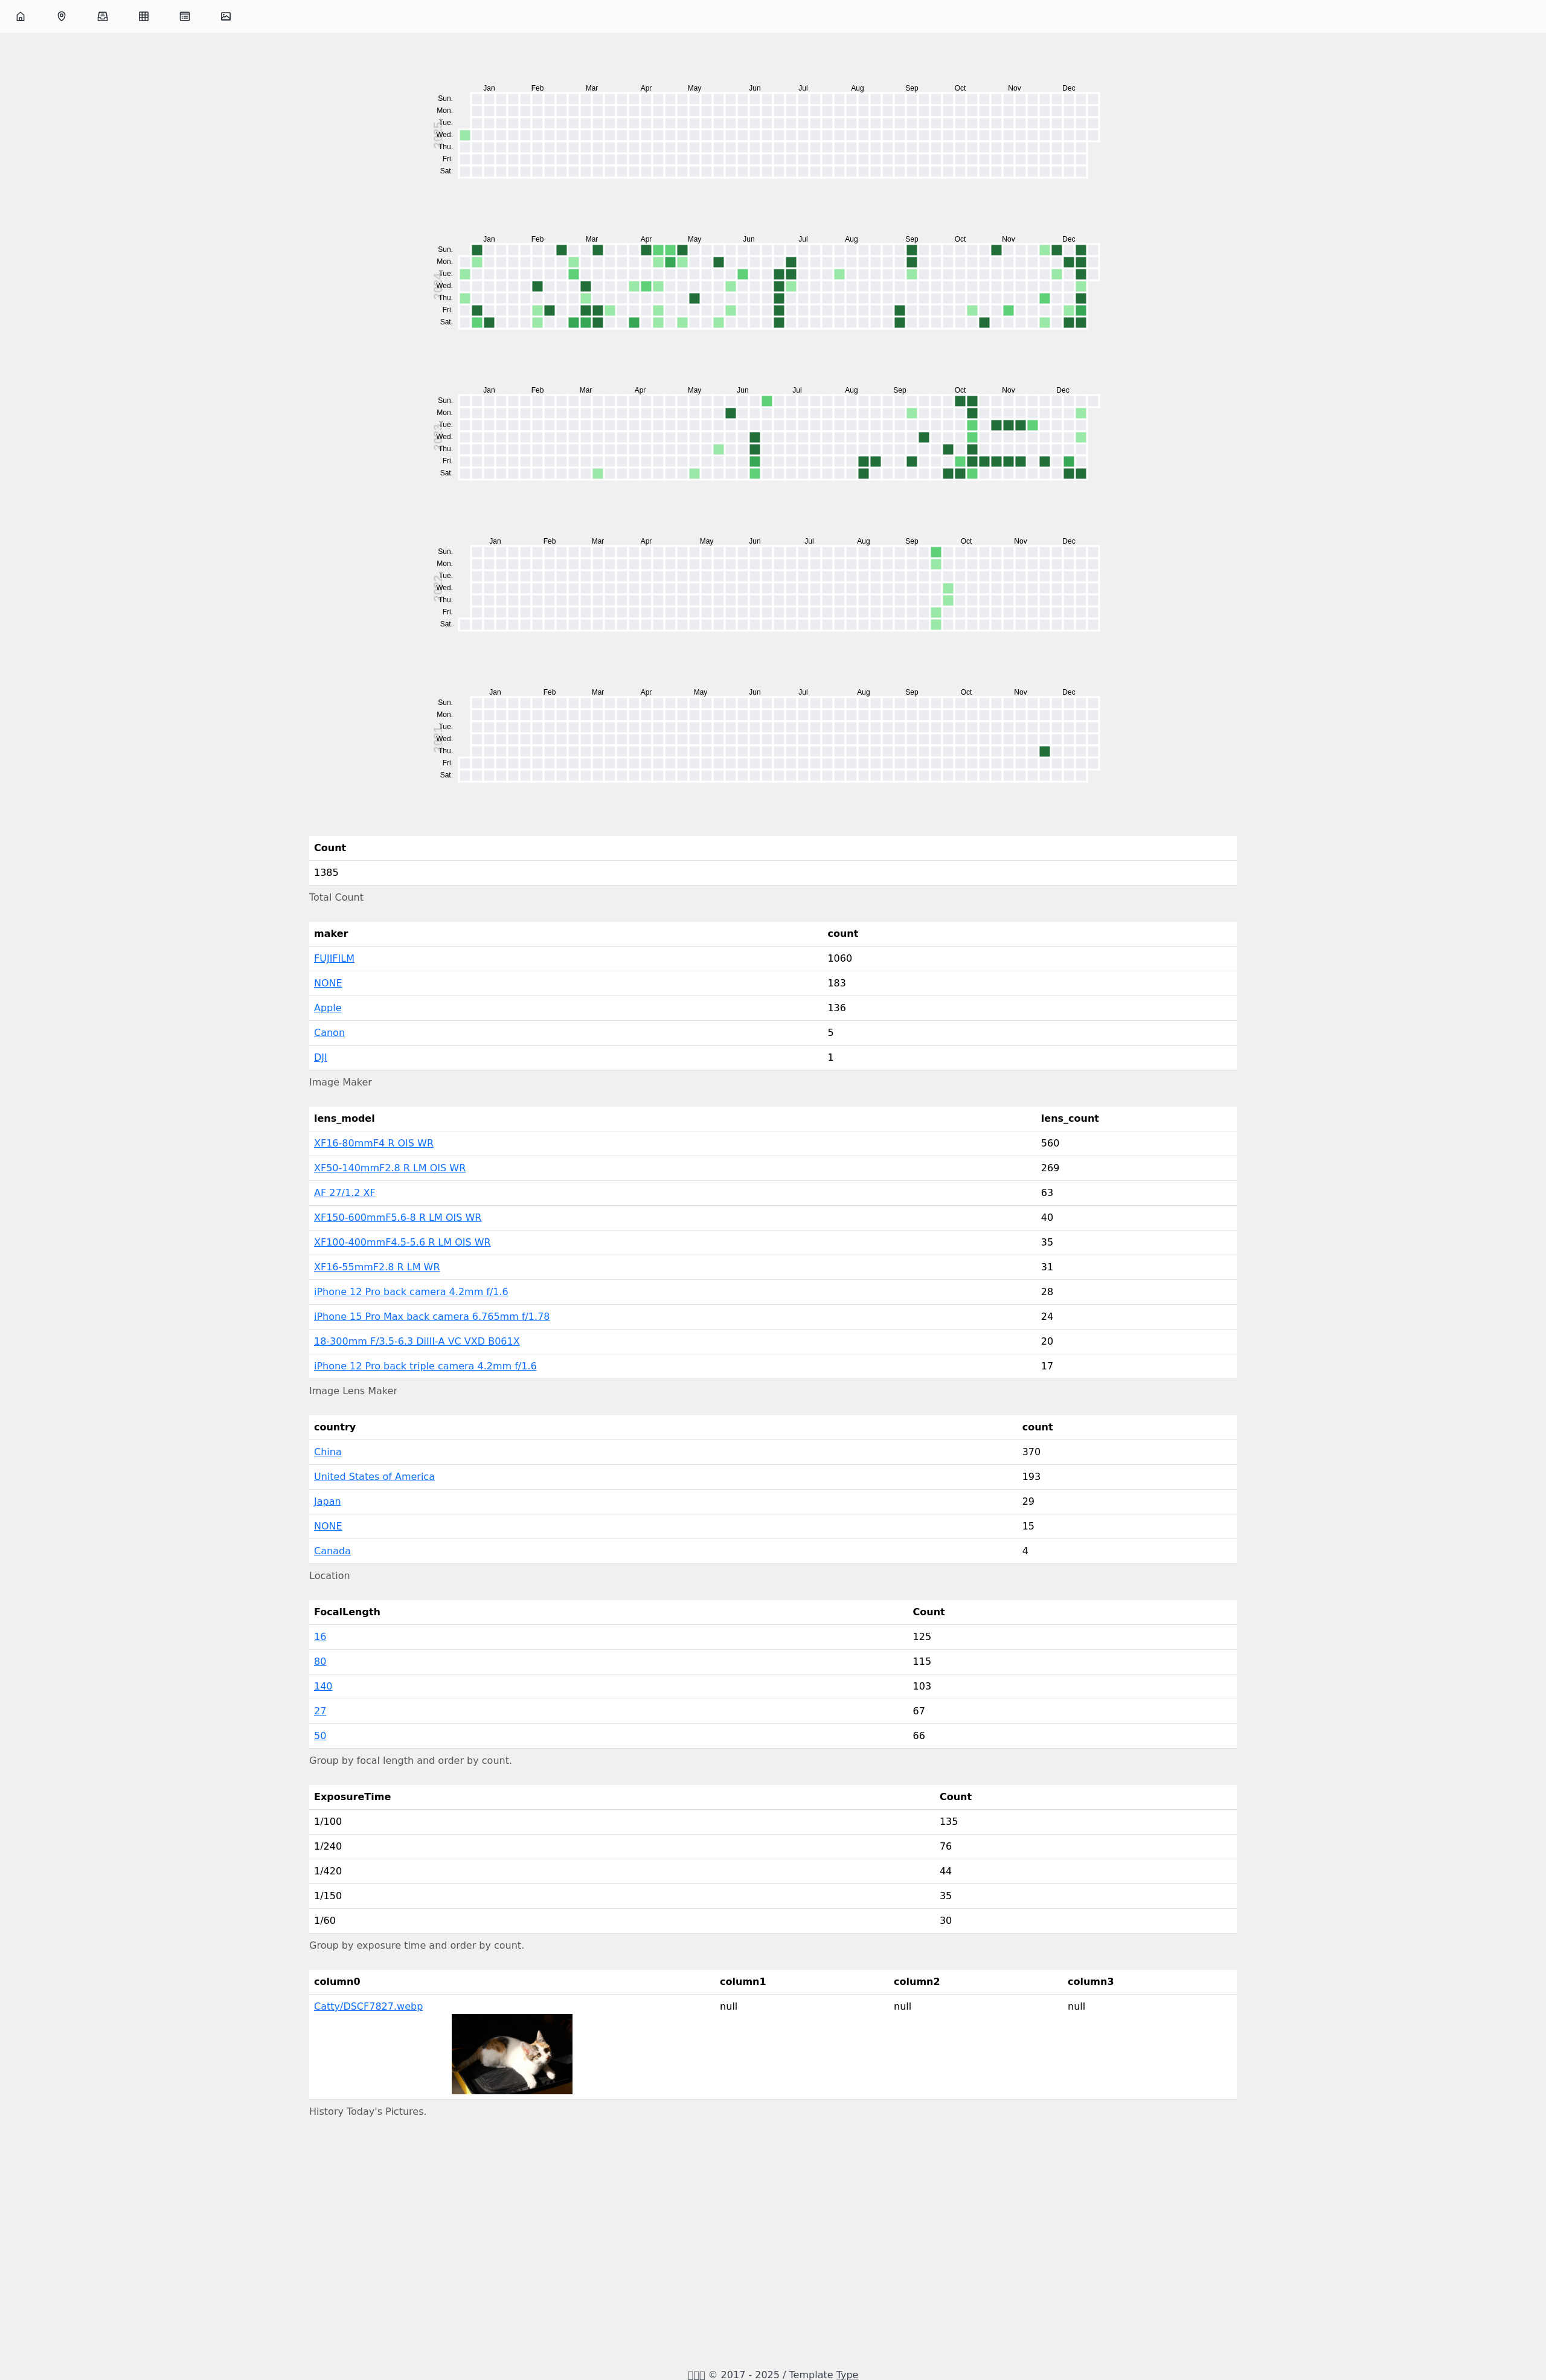 Jan Feb Mar Apr May Jun Jul Aug Sep Oct Nov Dec
Sun.
Mon.
Tue.
Wed.
Thu.
Fri.
Sat.
Jan Feb Mar Apr May Jun Jul Aug Sep Oct Nov Dec
Sun.
Mon.
Tue.
Wed.
Thu.
Fri.
Sat.
Jan Feb Mar Apr May Jun Jul Aug Sep Oct Nov Dec
Sun.
Mon.
Tue.
Wed.
Thu.
Fri.
Sat.
Jan Feb Mar Apr May Jun Jul Aug Sep Oct Nov Dec
Sun.
Mon.
Tue.
Wed.
Thu.
Fri.
Sat.
Jan Feb Mar Apr May Jun Jul Aug Sep Oct Nov Dec
Sun.
Mon.
Tue.
Wed.
Thu.
Fri.
Sat.
Count
1385
Total Count
maker count
FUJIFILM 1060
NONE 183
Apple 136
Canon 5
DJI 1
Image Maker
lens_model lens_count
XF16-80mmF4 R OIS WR 560
XF50-140mmF2.8 R LM OIS WR 269
AF 27/1.2 XF 63
XF150-600mmF5.6-8 R LM OIS WR 40
XF100-400mmF4.5-5.6 R LM OIS WR 35
XF16-55mmF2.8 R LM WR 31
iPhone 12 Pro back camera 4.2mm f/1.6 28
iPhone 15 Pro Max back camera 6.765mm f/1.78 24
18-300mm F/3.5-6.3 DiIII-A VC VXD B061X 20
iPhone 12 Pro back triple camera 4.2mm f/1.6 17
Image Lens Maker
country count
China 370
United States of America 193
Japan 29
NONE 15
Canada 4
Location
FocalLength Count
16 125
80 115
140 103
27 67
50 66
Group by focal length and order by count.
ExposureTime Count
1/100 135
1/240 76
1/420 44
1/150 35
1/60 30
Group by exposure time and order by count.
column0 column1 column2 column3
Catty/DSCF7827.webp null null null
History Today's Pictures.
© 2017 - 2025 / Template Type